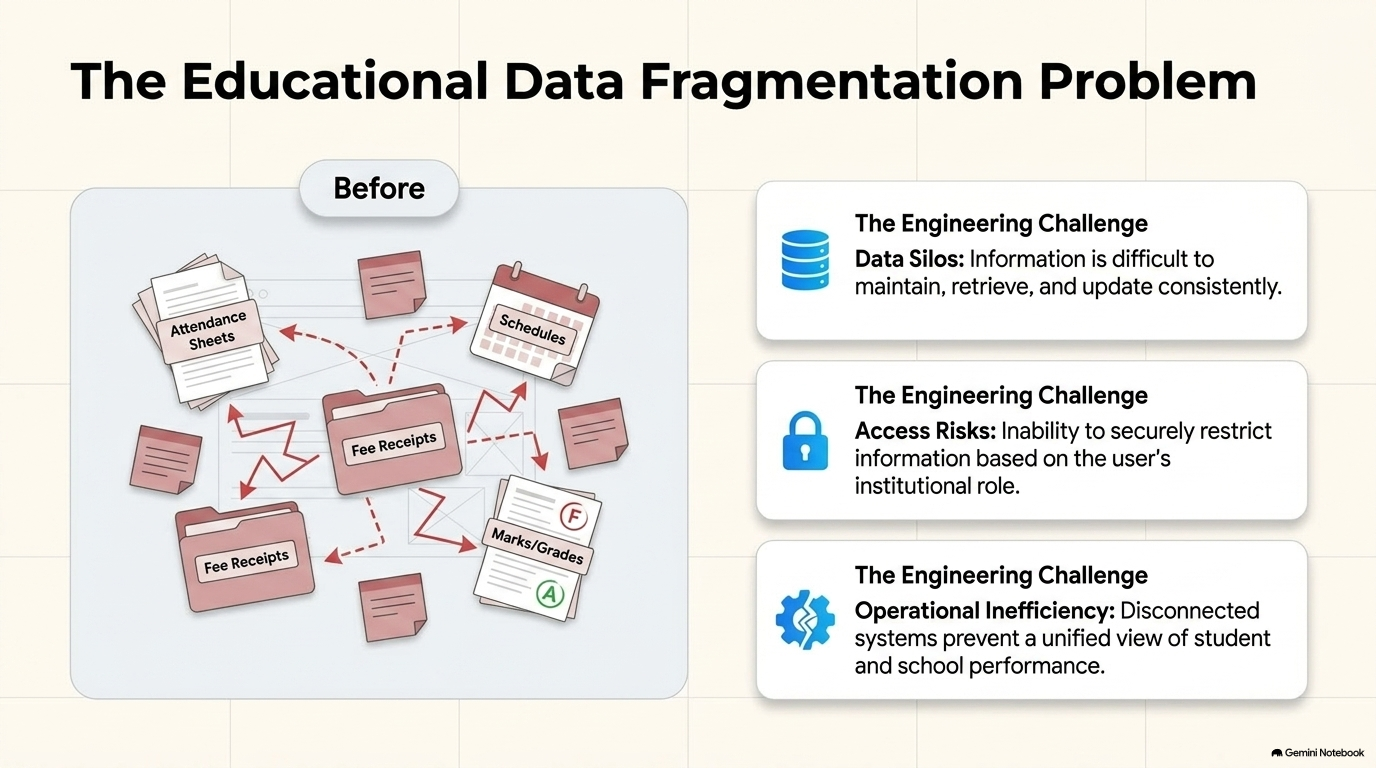 The Educational Data Fragmentation Problem
Before
Attendance
Sheets
Schedules
Fee Receipts
Fee Receipts
Marks/Grades
F
A
The Engineering Challenge
Data Silos: Information is difficult to
maintain, retrieve, and update consistently.
The Engineering Challenge
Access Risks: Inability to securely restrict
information based on the user's
institutional role.
The Engineering Challenge
Operational Inefficiency: Disconnected
systems prevent a unified view of student
and school performance.
Gemini Notebook